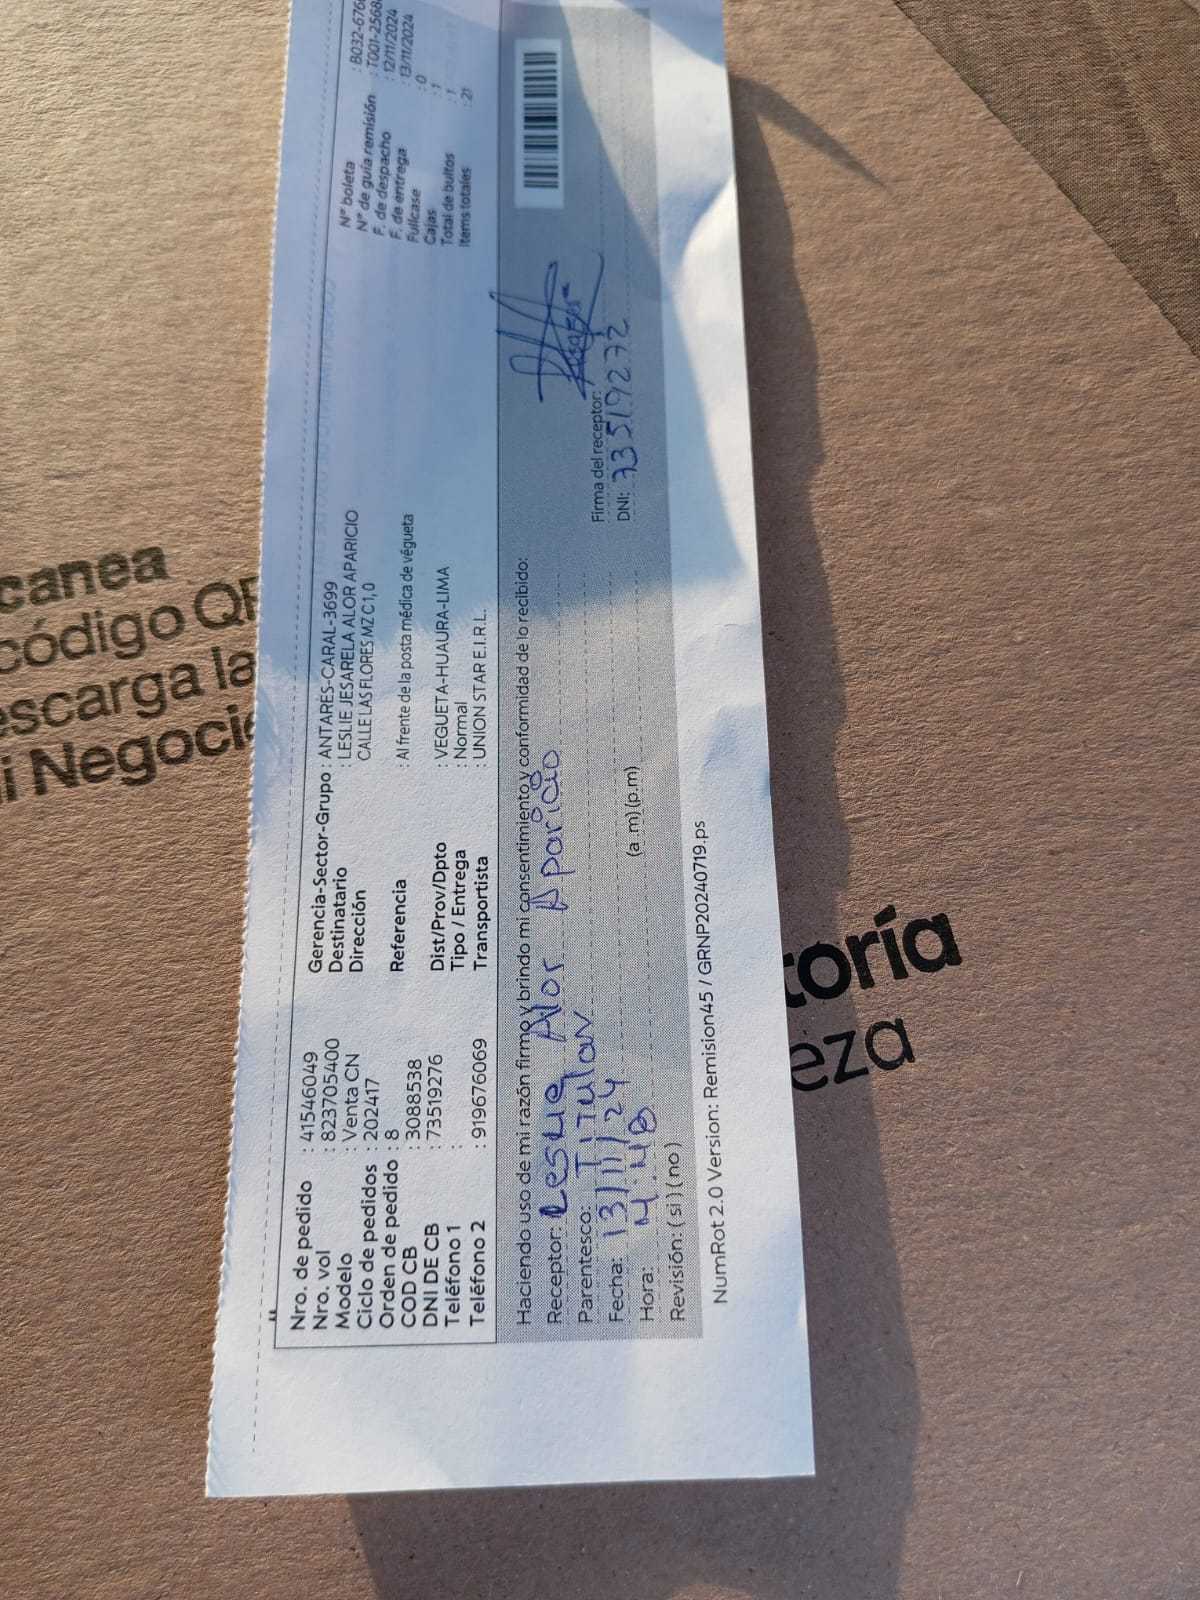 canea
código QR
escarga la
i Negocio
Nro. de pedido : 41546049
Nro. vol : 823705400
Modelo : Venta CN
Ciclo de pedidos : 202417
Orden de pedido : 8
COD CB : 3088538
DNI DE CB : 73519276
Teléfono 1 :
Teléfono 2 : 919676069
Gerencia-Sector-Grupo : ANTARES-CARAL-3699
Destinatario : LESLIE JESARELA ALOR APARICIO
Dirección CALLE LAS FLORES MZ C1,0
Referencia : Al frente de la posta médica de végueta
Dist/Prov/Dpto : VEGUETA-HUAURA-LIMA
Tipo / Entrega : Normal
Transportista : UNION STAR E.I.R.L.
N° boleta : B032-676
N° de guía remisión : T001-2568
F. de despacho : 12/11/2024
F. de entrega : 13/11/2024
Fullcase : 0
Cajas : 1
Total de bultos : 1
Items totales : 21
Haciendo uso de mi razón firmo y brindo mi consentimiento y conformidad de lo recibido:
Receptor: Leslie Alor Aparicio
Parentesco: Titular
Fecha: 13/11/24
Hora: 4:40 (a .m) (p.m)
Revisión: ( si ) ( no )
Firma del receptor:
DNI: 73519272
NumRot 2.0 Version: Remision45 / GRNP20240719.ps
toría
eza